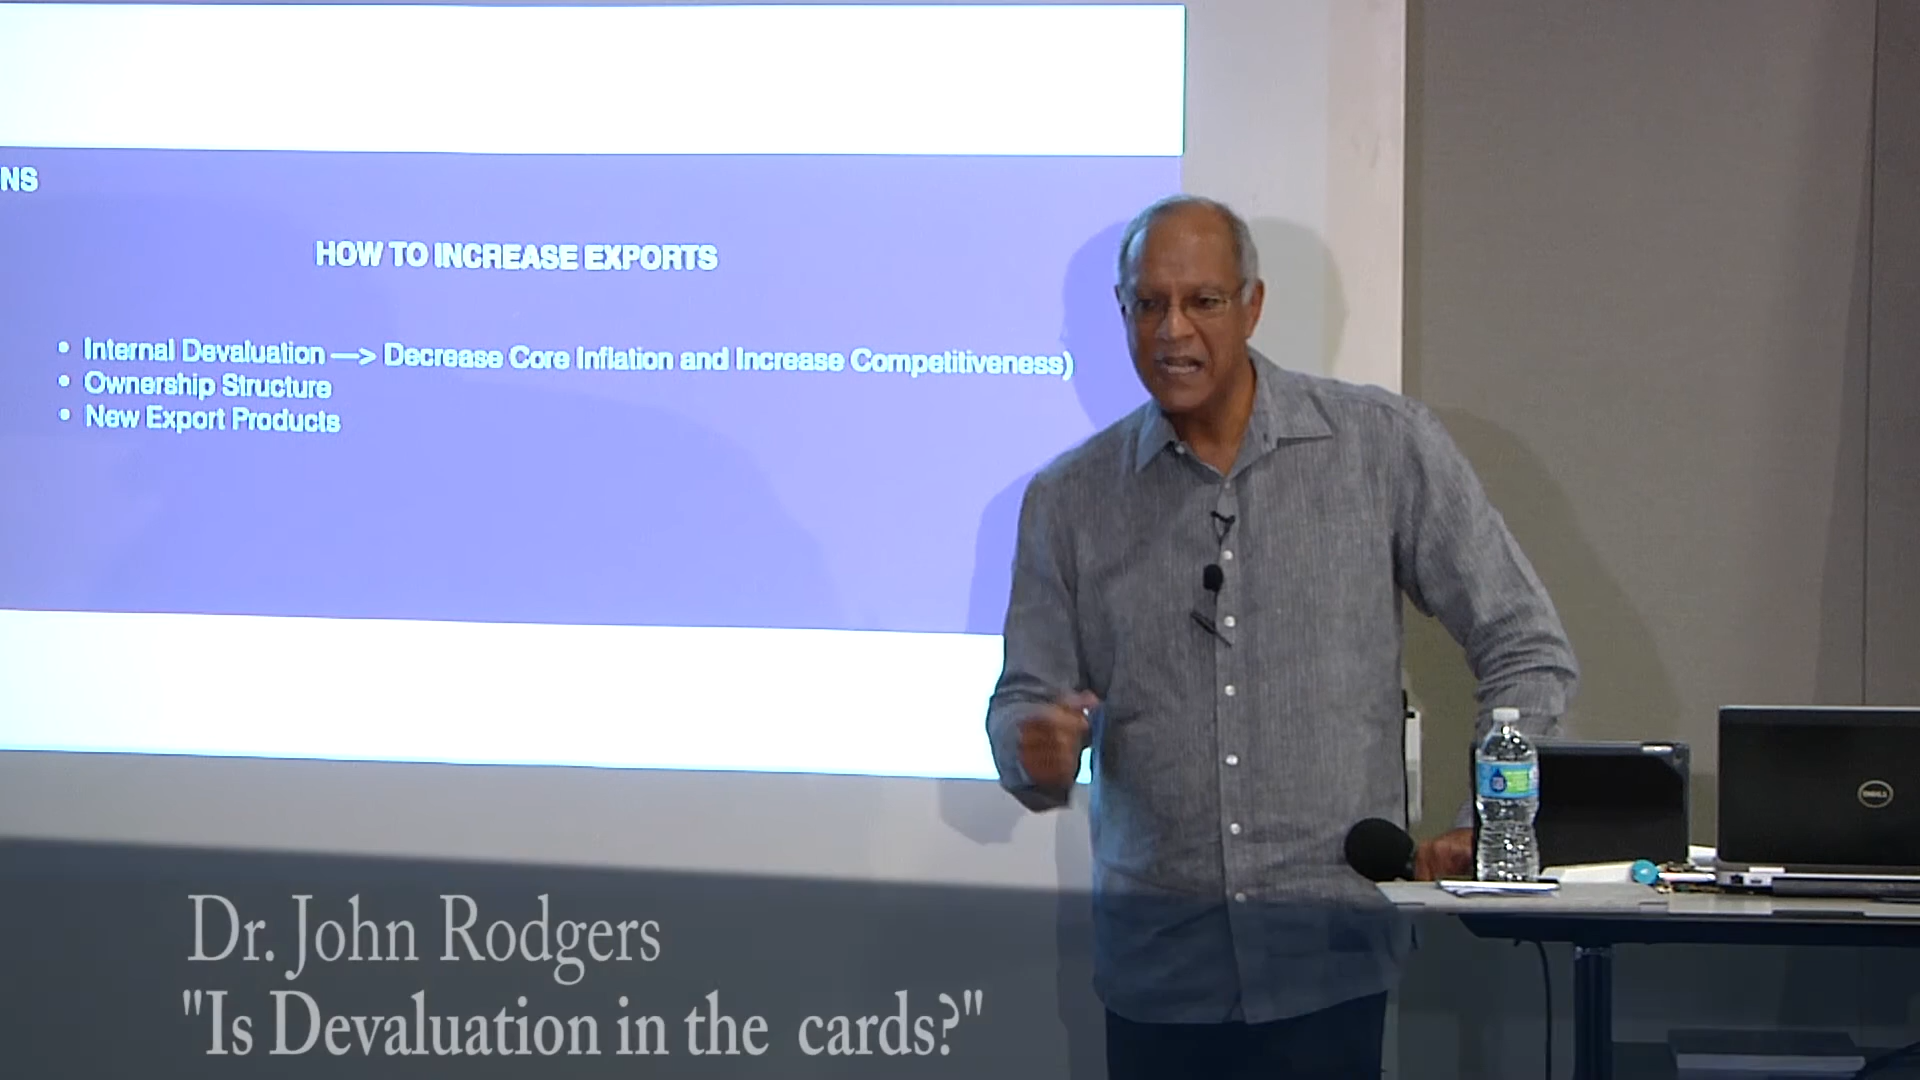 NS
HOW TO INCREASE EXPORTS
• Internal Devaluation —> Decrease Core Inflation and Increase Competitiveness)
• Ownership Structure
• New Export Products
DELL
Dr. John Rodgers
"Is Devaluation in the cards?"